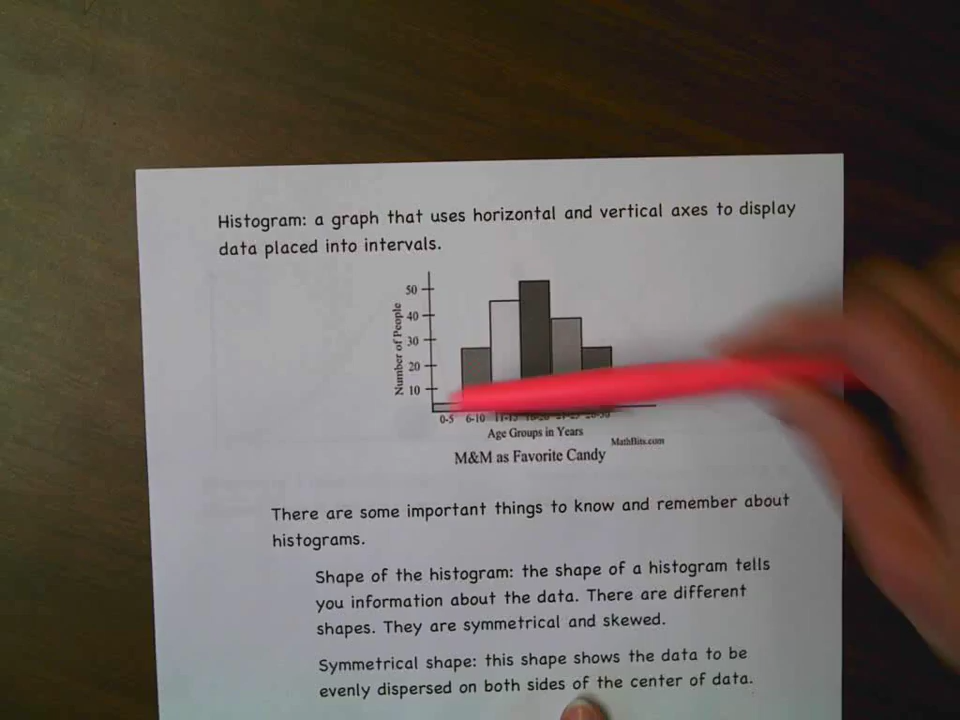 Histogram: a graph that uses horizontal and vertical axes to display
data placed into intervals.
50
40
30
20
10
Number of People
0-5 6-10
Age Groups in Years
MathBits.com
M&M as Favorite Candy
There are some important things to know and remember about
histograms.
Shape of the histogram: the shape of a histogram tells
you information about the data. There are different
shapes. They are symmetrical and skewed.
Symmetrical shape: this shape shows the data to be
evenly dispersed on both sides of the center of data.